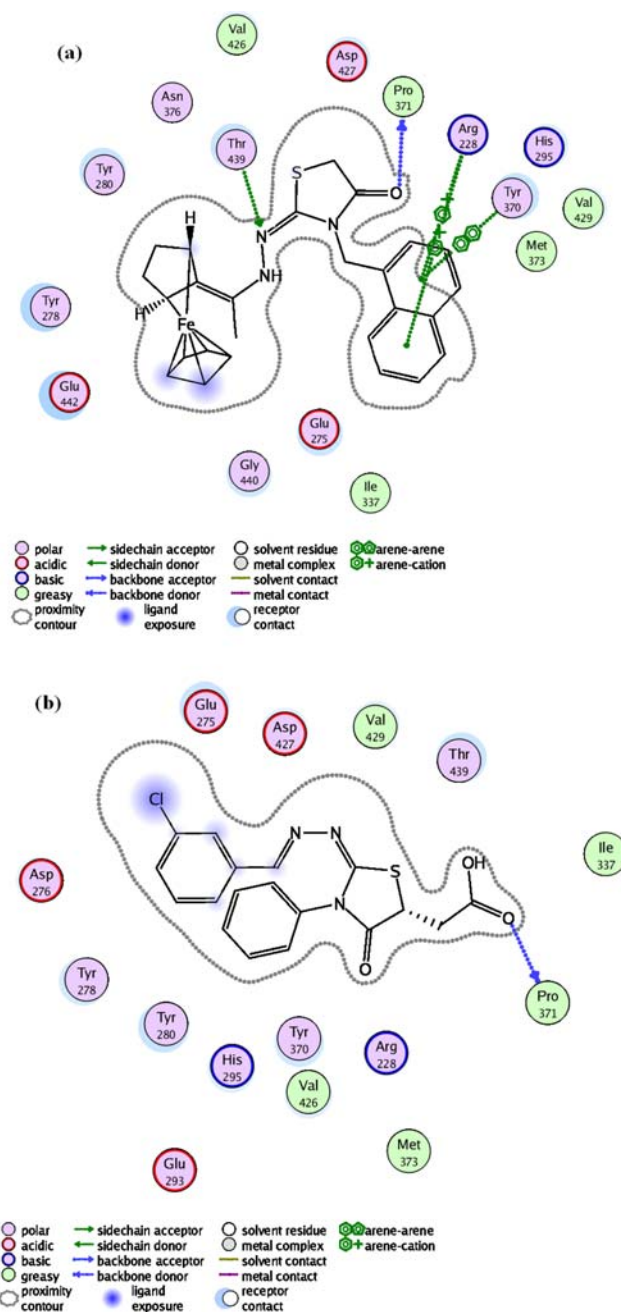 (a)
Val
426
Asp
427
Pro
371
Asn
376
Arg
228
His
295
Thr
439
Tyr
280
Tyr
370
Val
429
Met
373
S
O
N
N
NH
H
H
Fe
Tyr
278
Glu
442
Glu
275
Gly
440
Ile
337
polar
sidechain acceptor
solvent residue
arene-arene
acidic
sidechain donor
metal complex
arene-cation
basic
backbone acceptor
solvent contact
greasy
backbone donor
metal contact
proximity
contour
ligand
exposure
receptor
contact
(b)
Glu
275
Asp
427
Val
429
Thr
439
Cl
N
N
S
OH
N
O
O
Ile
337
Asp
276
Pro
371
Tyr
278
Tyr
280
His
295
Tyr
370
Arg
228
Val
426
Met
373
Glu
293
polar
sidechain acceptor
solvent residue
arene-arene
acidic
sidechain donor
metal complex
arene-cation
basic
backbone acceptor
solvent contact
greasy
backbone donor
metal contact
proximity
contour
ligand
exposure
receptor
contact